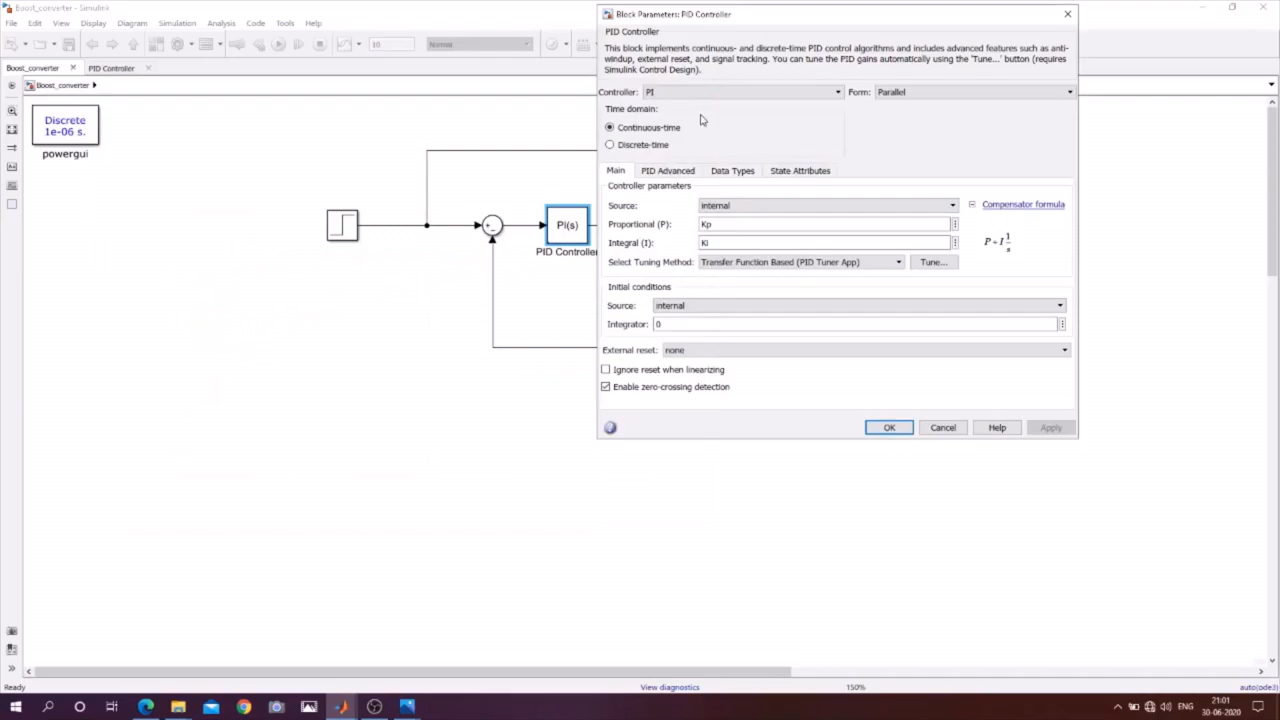 Boost_converter - Simulink
File Edit View Display Diagram Simulation Analysis Code Tools Help
10
Normal
Boost_converter
PID Controller
Boost_converter
Discrete
1e-06 s.
powergui
+
_
PI(s)
PID Controller
Block Parameters: PID Controller
PID Controller
This block implements continuous- and discrete-time PID control algorithms and includes advanced features such as anti-
windup, external reset, and signal tracking. You can tune the PID gains automatically using the 'Tune...' button (requires
Simulink Control Design).
Controller: PI Form: Parallel
Time domain:
Continuous-time
Discrete-time
Main PID Advanced Data Types State Attributes
Controller parameters
Source: internal Compensator formula
Proportional (P): Kp
Integral (I): Ki
P+I 1/s
Select Tuning Method: Transfer Function Based (PID Tuner App) Tune...
Initial conditions
Source: internal
Integrator: 0
External reset: none
Ignore reset when linearizing
Enable zero-crossing detection
OK Cancel Help Apply
Ready View diagnostics 150%
ENG
21:01
30-06-2020